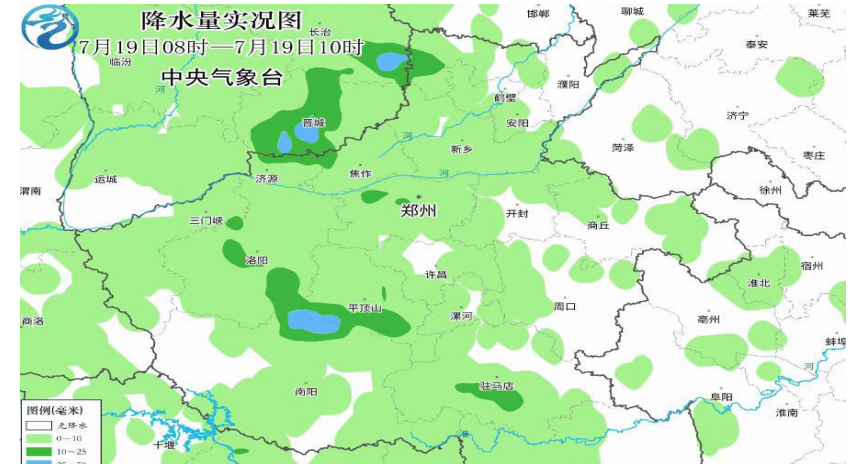 降水量实况图
7月19日08时—7月19日10时
中央气象台
长治
邯郸
聊城
莱芜
临汾
泰安
濮阳
河
鹤壁
安阳
济宁
晋城
河
新乡
菏泽
枣庄
焦作
河
济源
运城
渭南
徐州
郑州
开封
三门峡
商丘
洛阳
许昌
宿州
淮北
平顶山
周口
漯河
商洛
亳州
蚌埠
河
驻马店
南阳
阜阳
淮南
淮
十堰
图例(毫米)
无降水
0~10
10~25
25~50